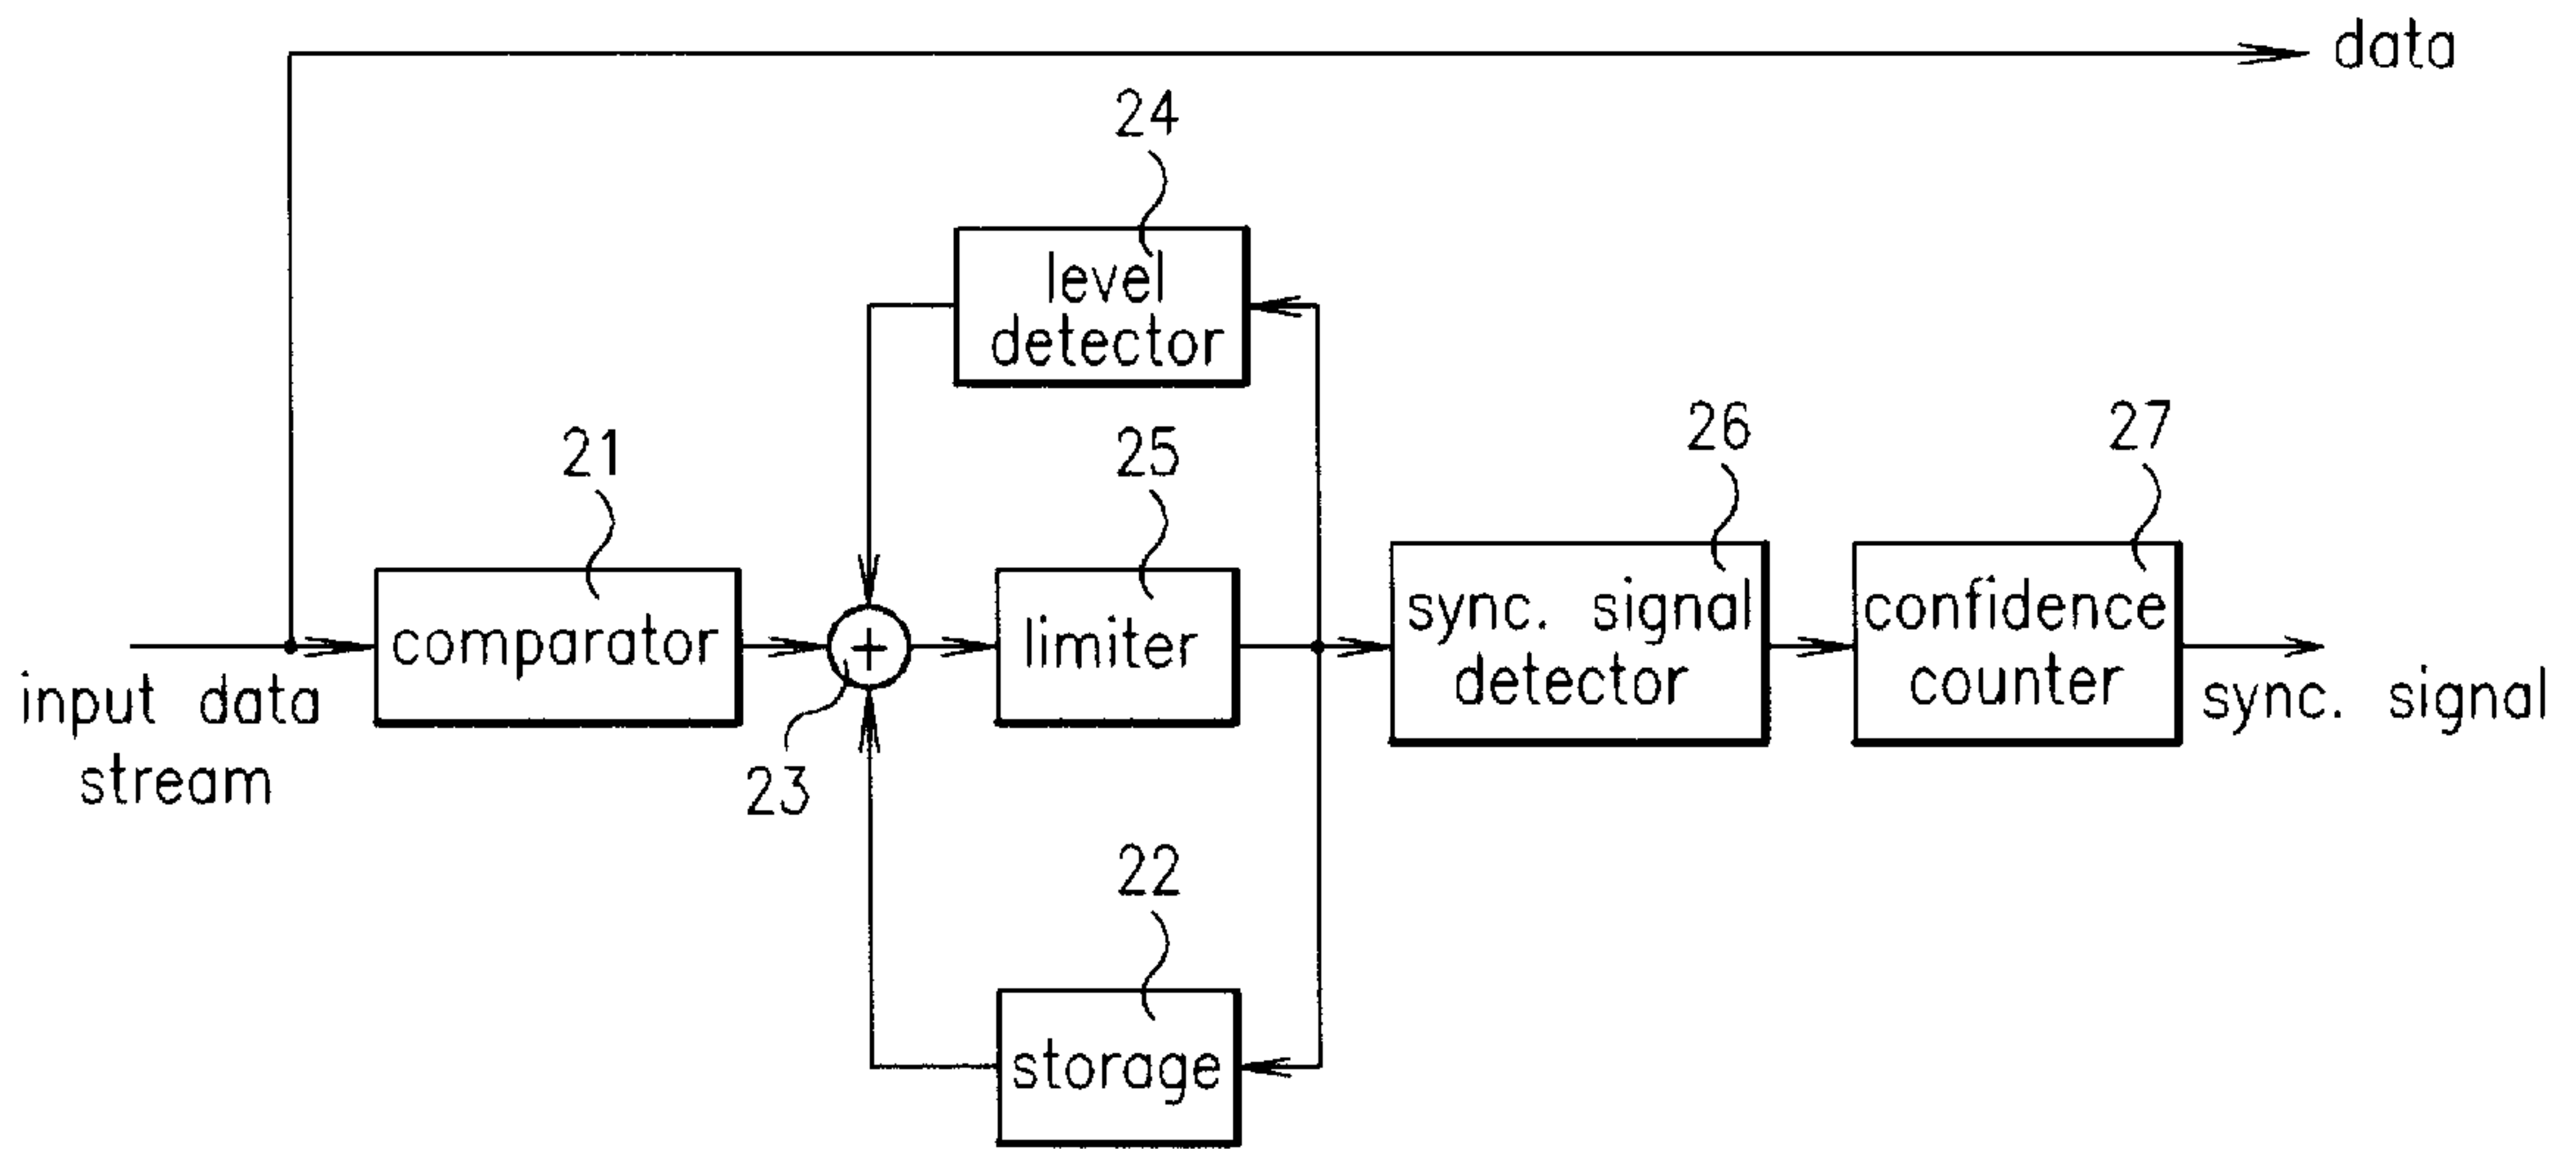 data
24
level
detector
21
25
26
27
comparator
+
limiter
sync. signal
detector
confidence
counter
input data
stream
sync. signal
23
22
storage